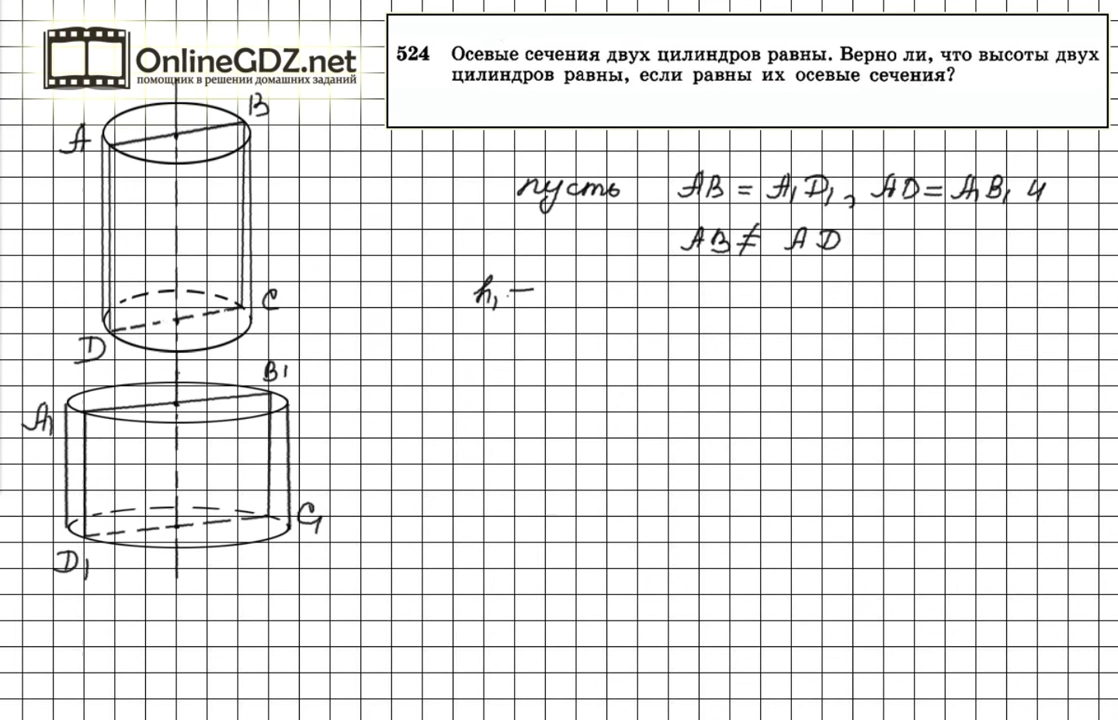 OnlineGDZ.net
помощник в решении домашних заданий
524 Осевые сечения двух цилиндров равны. Верно ли, что высоты двух
цилиндров равны, если равны их осевые сечения?
A
B
C
D
A₁
B₁
C₁
D₁
пусть AB = A₁D₁, AD = A₁B₁ и
AB ≠ AD
h₁ –